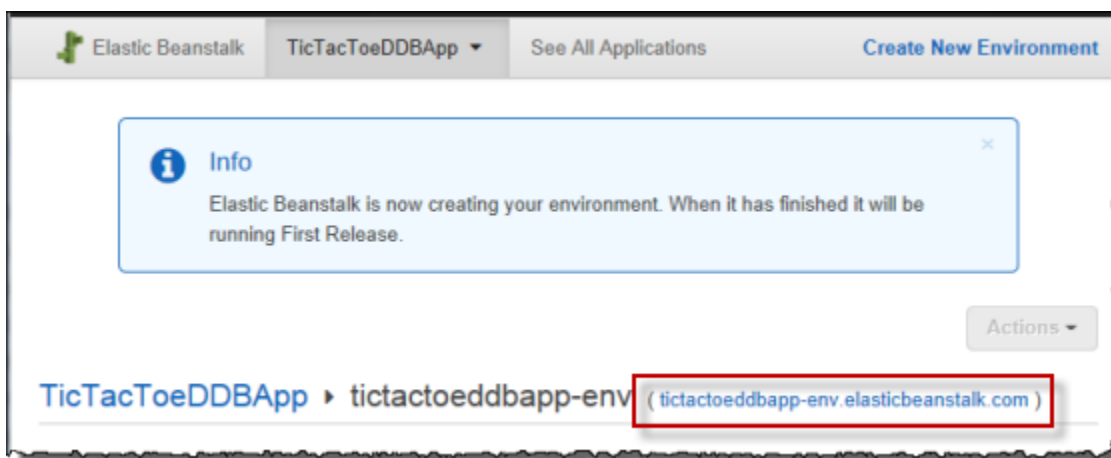 Elastic Beanstalk TicTacToeDDBApp See All Applications Create New Environment
×
Info
Elastic Beanstalk is now creating your environment. When it has finished it will be
running First Release.
Actions
TicTacToeDDBApp ▸ tictactoeddbapp-env ( tictactoeddbapp-env.elasticbeanstalk.com )